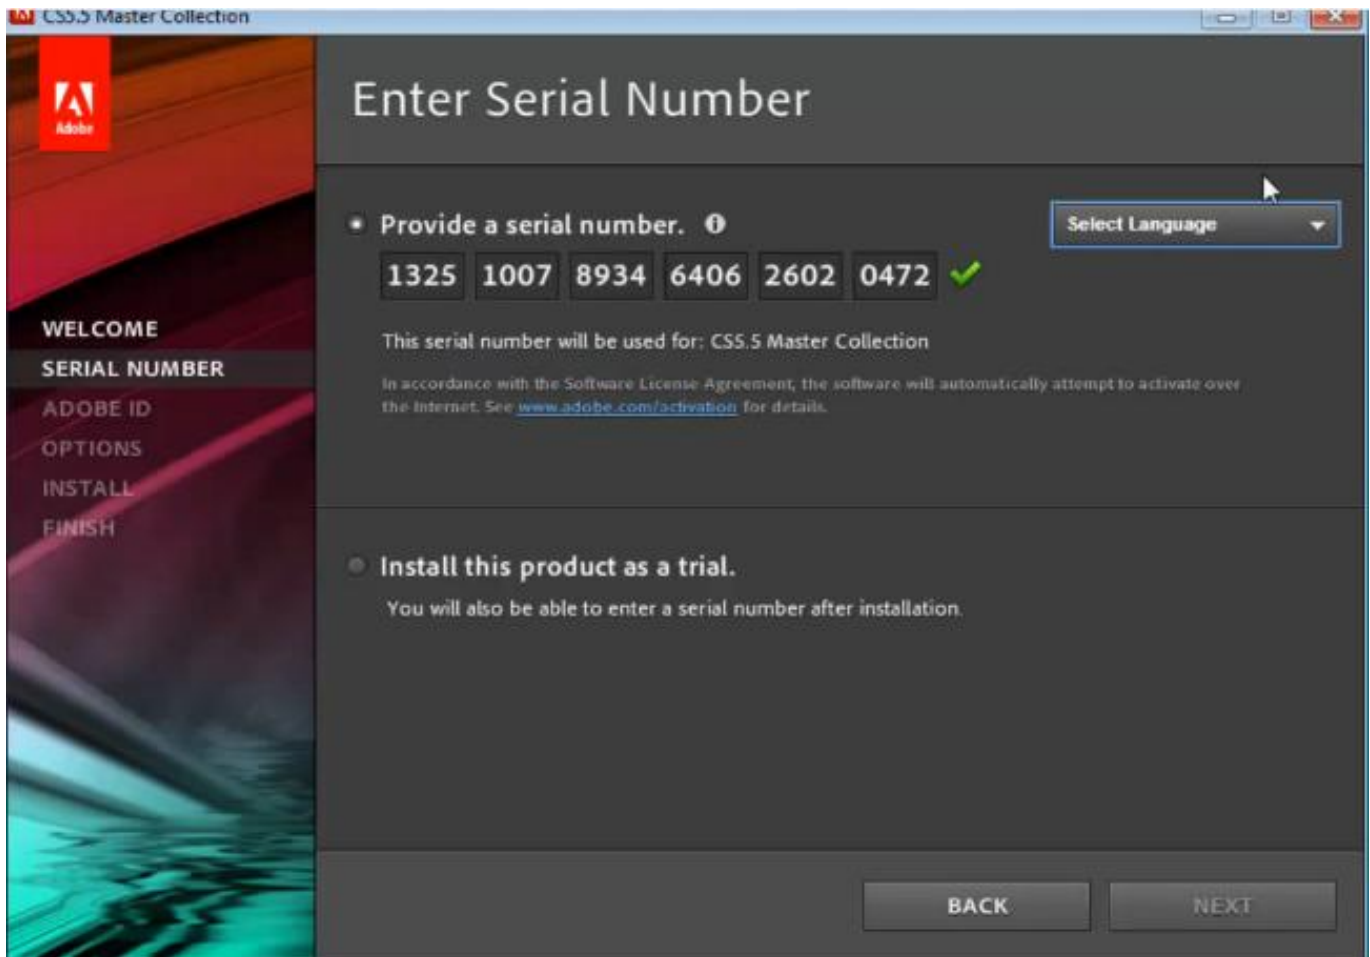 CS5.5 Master Collection
Adobe
Enter Serial Number
Provide a serial number.
Select Language
1325 1007 8934 6406 2602 0472
This serial number will be used for: CS5.5 Master Collection
In accordance with the Software License Agreement, the software will automatically attempt to activate over
the Internet. See www.adobe.com/activation for details.
WELCOME
SERIAL NUMBER
ADOBE ID
OPTIONS
INSTALL
FINISH
Install this product as a trial.
You will also be able to enter a serial number after installation.
BACK
NEXT